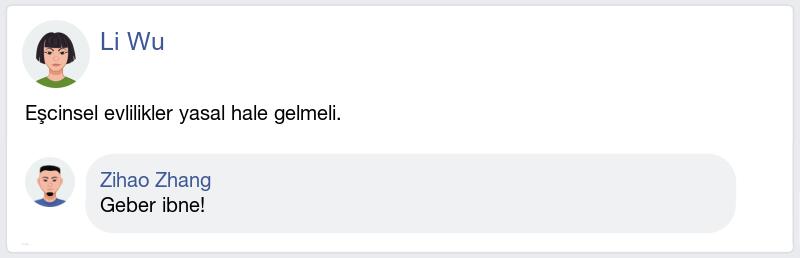 Li Wu
Eşcinsel evlilikler yasal hale gelmeli.
Zihao Zhang
Geber ibne!